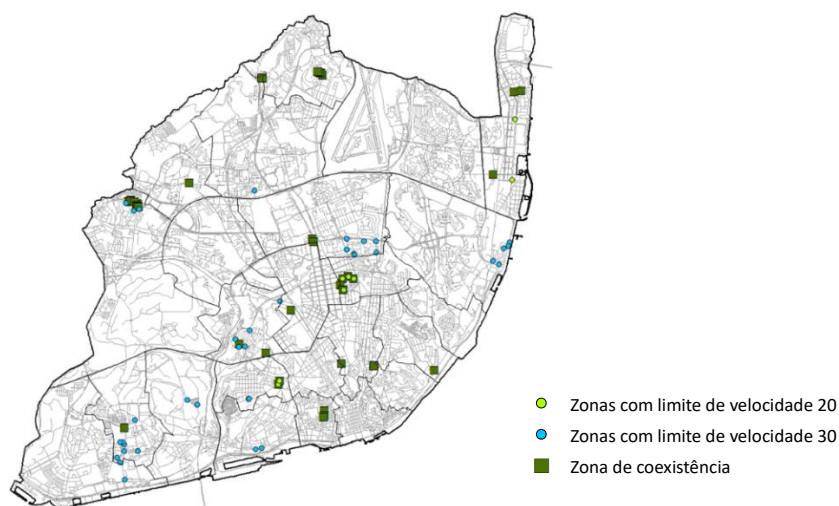 Zonas com limite de velocidade 20
Zonas com limite de velocidade 30
Zona de coexistência